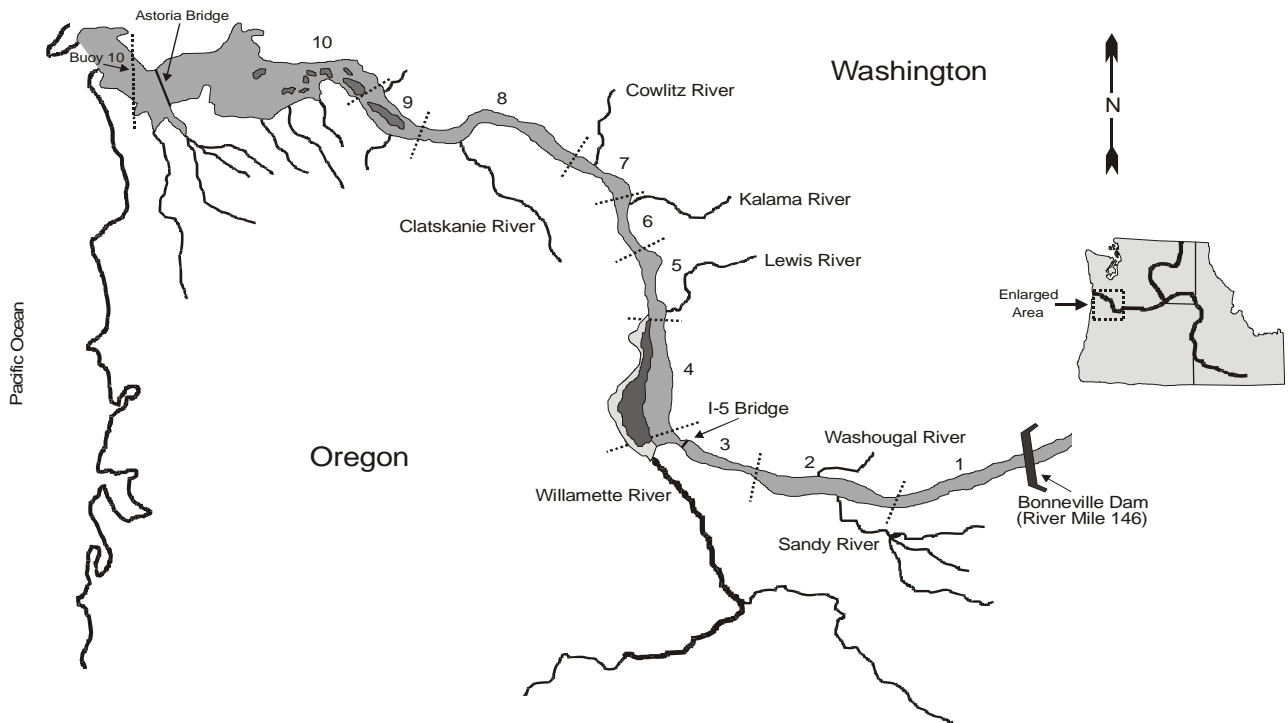 Astoria Bridge
Buoy 10
10
9
8
Washington
Cowlitz River
N
7
Kalama River
6
Clatskanie River
5
Lewis River
Enlarged
Area
Pacific Ocean
4
I-5 Bridge
3
Washougal River
2
1
Oregon
Willamette River
Bonneville Dam
(River Mile 146)
Sandy River